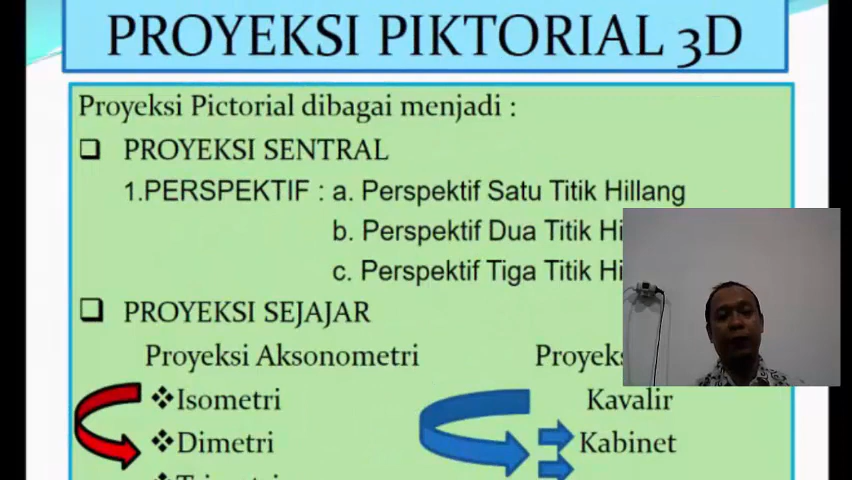 PROYEKSI PIKTORIAL 3D
Proyeksi Pictorial dibagai menjadi :
PROYEKSI SENTRAL
1.PERSPEKTIF : a. Perspektif Satu Titik Hillang
b. Perspektif Dua Titik
c. Perspektif Tiga Titik
PROYEKSI SEJAJAR
Proyeksi Aksonometri
Isometri
Dimetri
Kavalir
Kabinet